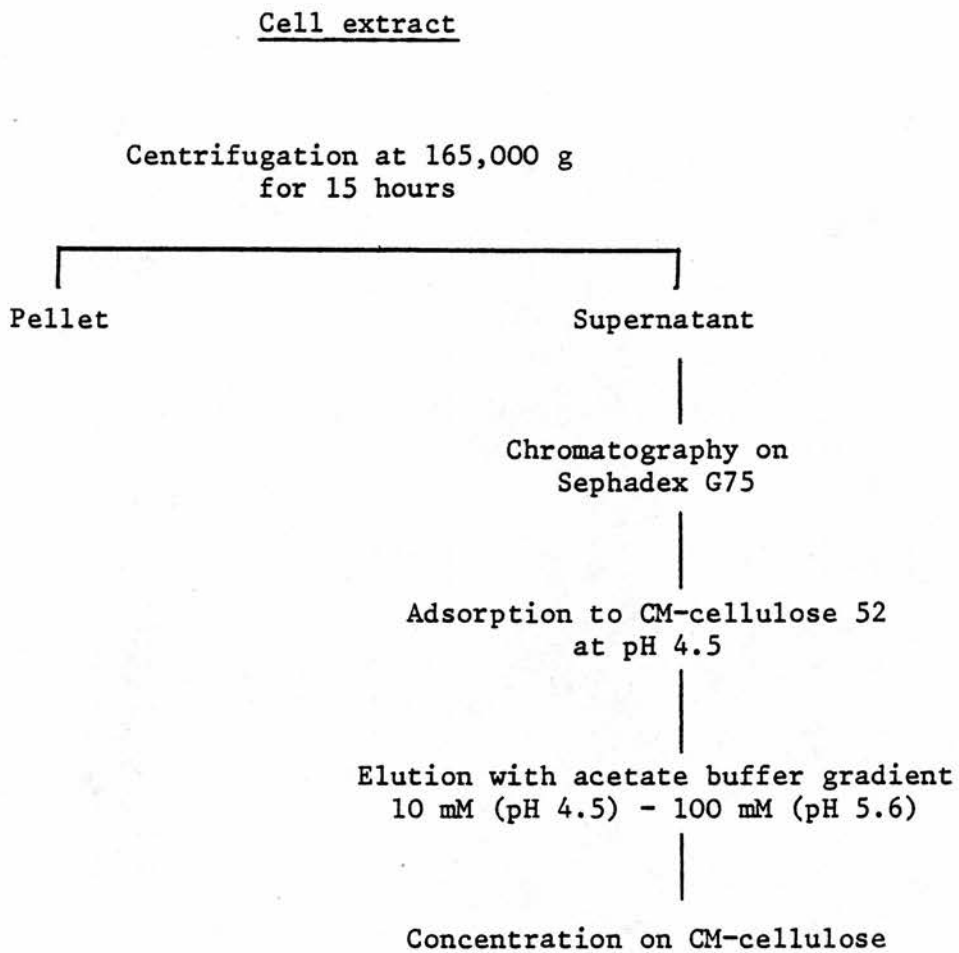 Cell extract
Centrifugation at 165,000 g
for 15 hours
Pellet
Supernatant
Chromatography on
Sephadex G75
Adsorption to CM-cellulose 52
at pH 4.5
Elution with acetate buffer gradient
10 mM (pH 4.5) - 100 mM (pH 5.6)
Concentration on CM-cellulose